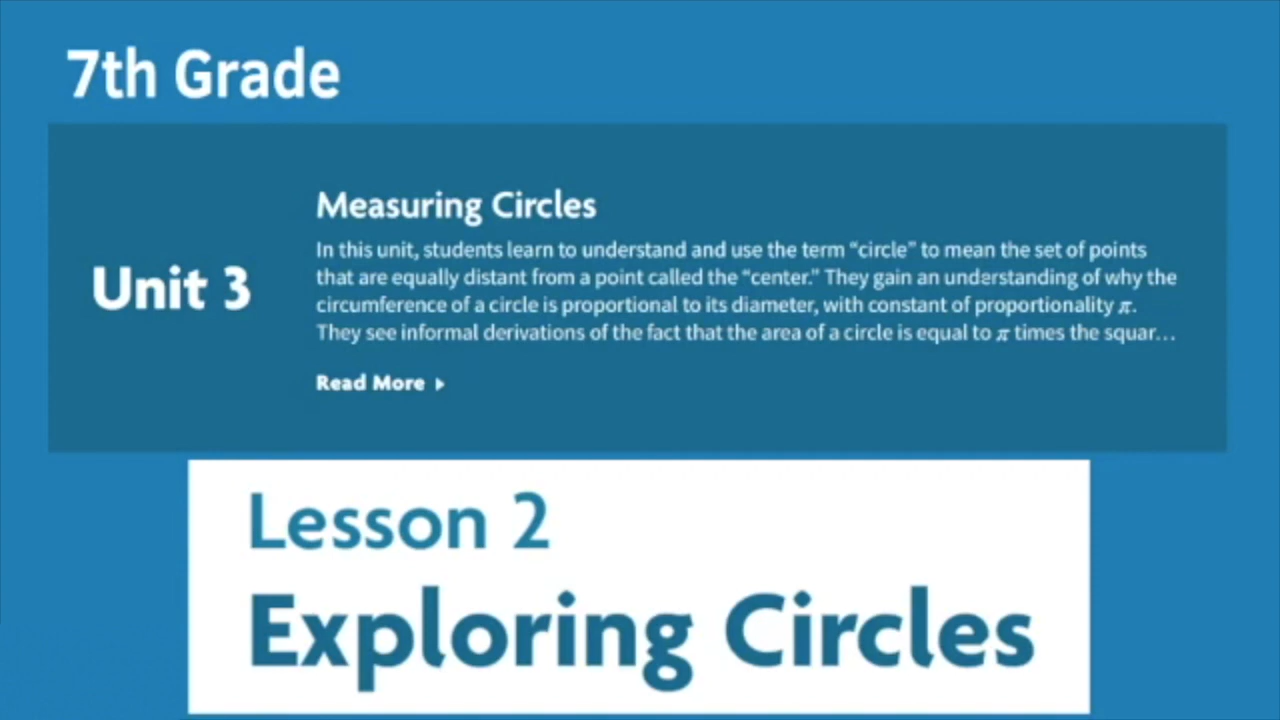 7th Grade
Unit 3
Measuring Circles
In this unit, students learn to understand and use the term “circle” to mean the set of points
that are equally distant from a point called the “center.” They gain an understanding of why the
circumference of a circle is proportional to its diameter, with constant of proportionality π.
They see informal derivations of the fact that the area of a circle is equal to π times the squar…
Read More
Lesson 2
Exploring Circles